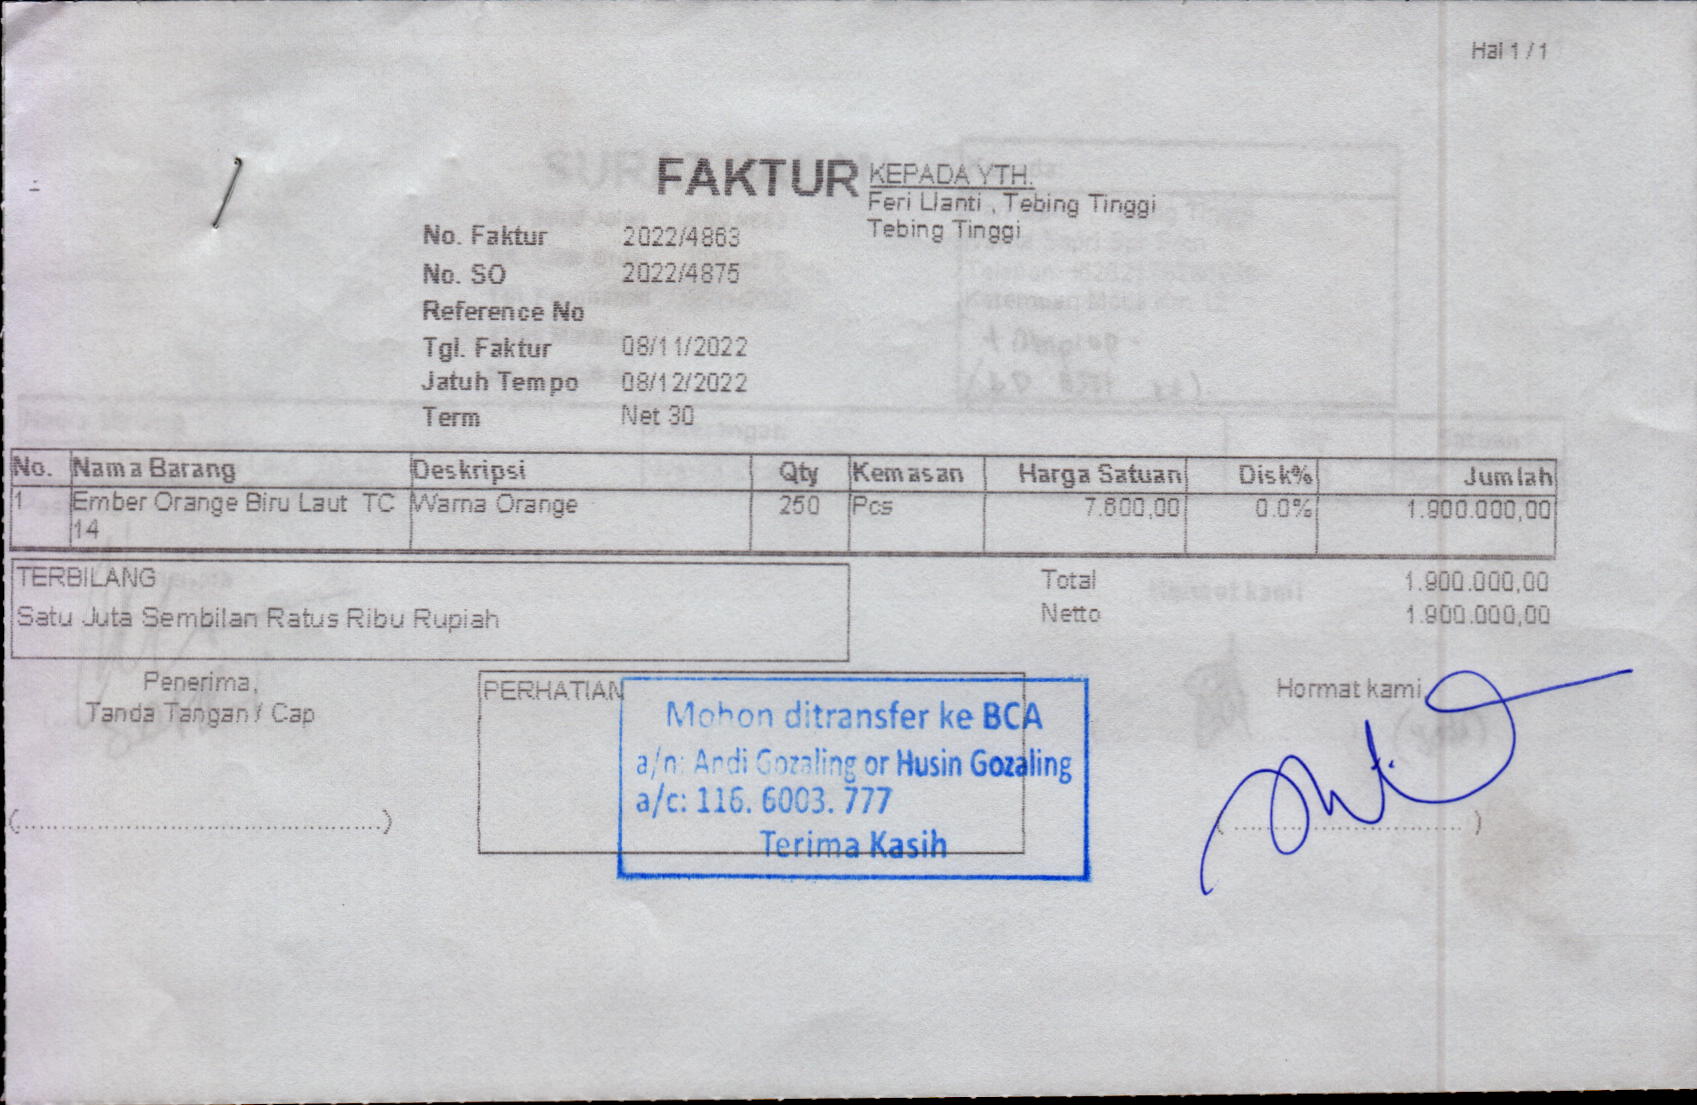 Hal 1 / 1
FAKTUR
KEPADA YTH.
Feri Lianti , Tebing Tinggi
Tebing Tinggi
No. Faktur 2022/4863
No. SO 2022/4875
Reference No
Tgl. Faktur 08/11/2022
Jatuh Tempo 08/12/2022
Term Net 30
No. Nama Barang Deskripsi Qty Kemasan Harga Satuan Disk% Jumlah
1 Ember Orange Biru Laut TC Warna Orange 250 Pcs 7.600,00 0.0% 1.900.000,00
14
TERBILANG
Satu Juta Sembilan Ratus Ribu Rupiah
Total 1.900.000,00
Netto 1.900.000,00
Penerima,
Tanda Tangan / Cap
PERHATIAN
Mohon ditransfer ke BCA
a/n: Andi Gozaling or Husin Gozaling
a/c: 116. 6003. 777
Terima Kasih
Hormat kami